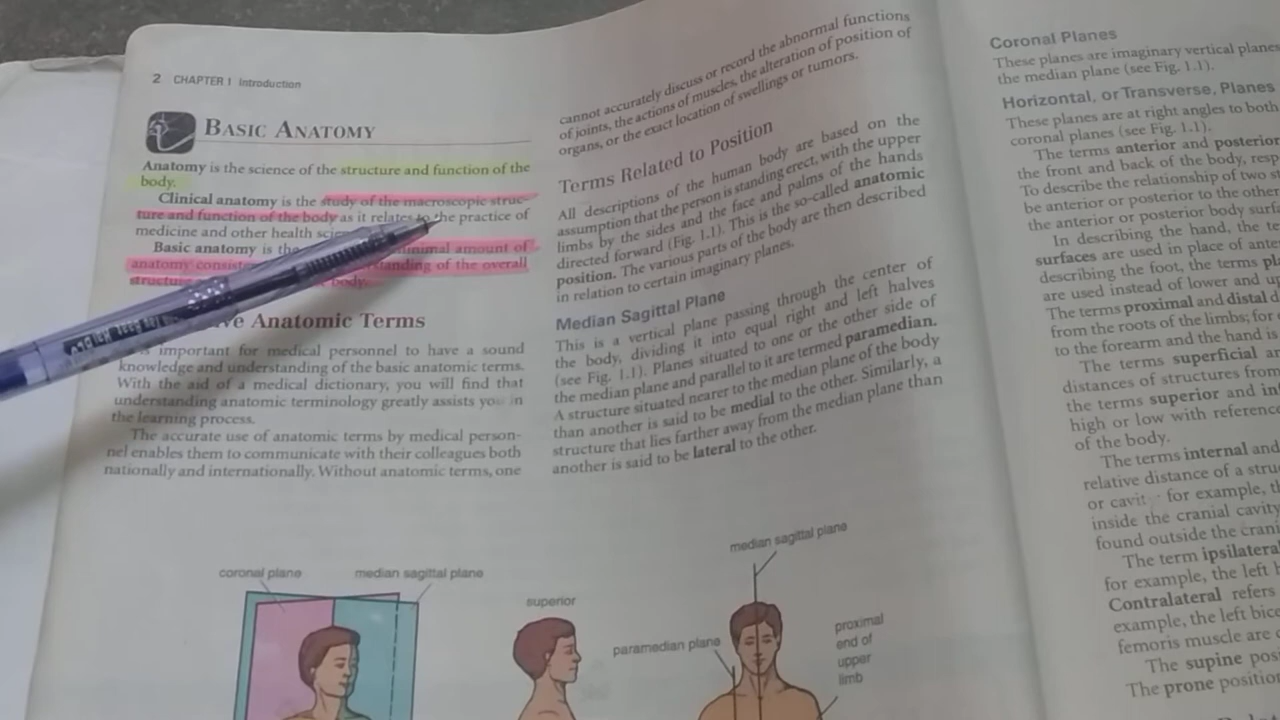 2 CHAPTER 1 Introduction
BASIC ANATOMY
Anatomy is the science of the structure and function of the
body.
Clinical anatomy is the study of the macroscopic struc-
ture and function of the body as it relates to the practice of
medicine and other health
Basic anatomy is the minimal amount of
anatomy of the overall
structure body.
Anatomic Terms
is important for medical personnel to have a sound
knowledge and understanding of the basic anatomic terms.
With the aid of a medical dictionary, you will find that
understanding anatomic terminology greatly assists you in
the learning process.
The accurate use of anatomic terms by medical person-
nel enables them to communicate with their colleagues both
nationally and internationally. Without anatomic terms, one
cannot accurately discuss or record the abnormal functions
of joints, the actions of muscles, the alteration of position of
organs, or the exact location of swellings or tumors.
Terms Related to Position
All descriptions of the human body are based on the
assumption that the person is standing erect, with the upper
limbs by the sides and the face and palms of the hands
directed forward (Fig. 1.1). This is the so-called anatomic
position. The various parts of the body are then described
in relation to certain imaginary planes.
Median Sagittal Plane
This is a vertical plane passing through the center of
the body, dividing it into equal right and left halves
(see Fig. 1.1). Planes situated to one or the other side of
the median plane and parallel to it are termed paramedian.
A structure situated nearer to the median plane of the body
than another is said to be medial to the other. Similarly, a
structure that lies farther away from the median plane than
another is said to be lateral to the other.
coronal plane
median sagittal plane
superior
median sagittal plane
paramedian plane
proximal
end of
upper
limb
Coronal Planes
These planes are imaginary vertical planes
the median plane (see Fig. 1.1).
Horizontal, or Transverse, Planes
These planes are at right angles to both
coronal planes (see Fig. 1.1).
The terms anterior and posterior
the front and back of the body,
To describe the relationship of two
be anterior or posterior to the other
the anterior or posterior body
In describing the hand, the
surfaces are used in place of
describing the foot, the terms
are used instead of lower and
The terms proximal and distal
from the roots of the limbs; for
to the forearm and the hand is
The terms superficial
distances of structures from
the terms superior and
high or low with reference
of the body.
The terms internal and
relative distance of a
or for example,
inside the cranial cavity
found outside the
The term
for example, the left
Contralateral refers
example, the left
femoris muscle are
The supine
The prone position